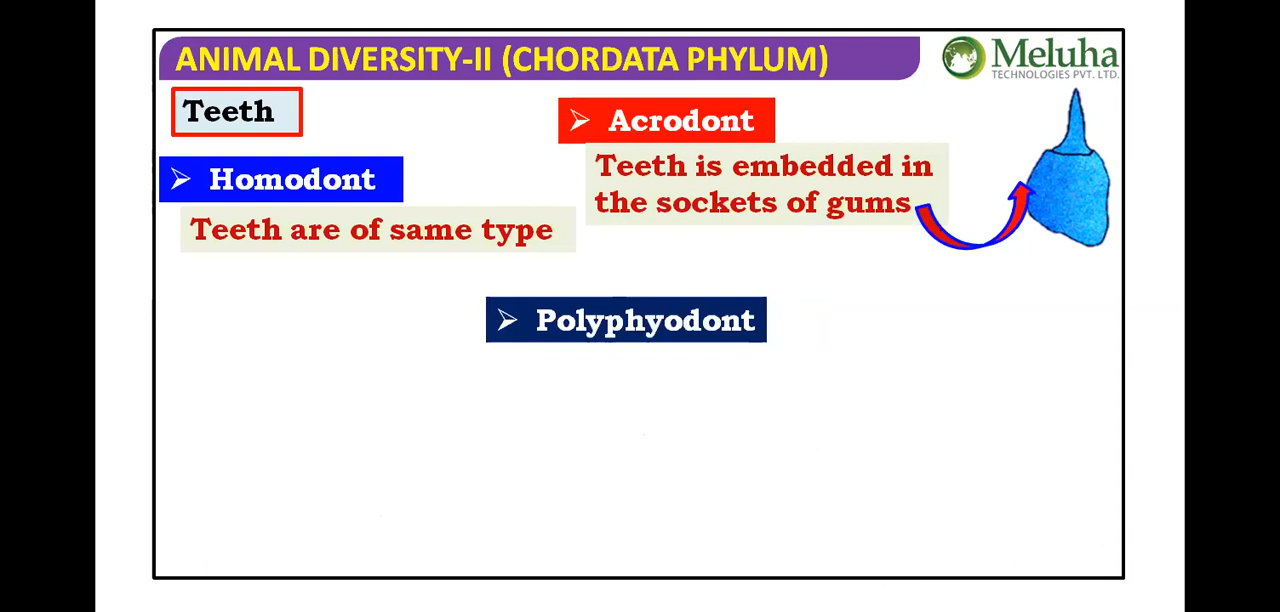 ANIMAL DIVERSITY-II (CHORDATA PHYLUM)
Meluha
TECHNOLOGIES PVT. LTD.
Teeth
➢ Homodont
Teeth are of same type
➢ Acrodont
Teeth is embedded in
the sockets of gums
➢ Polyphyodont